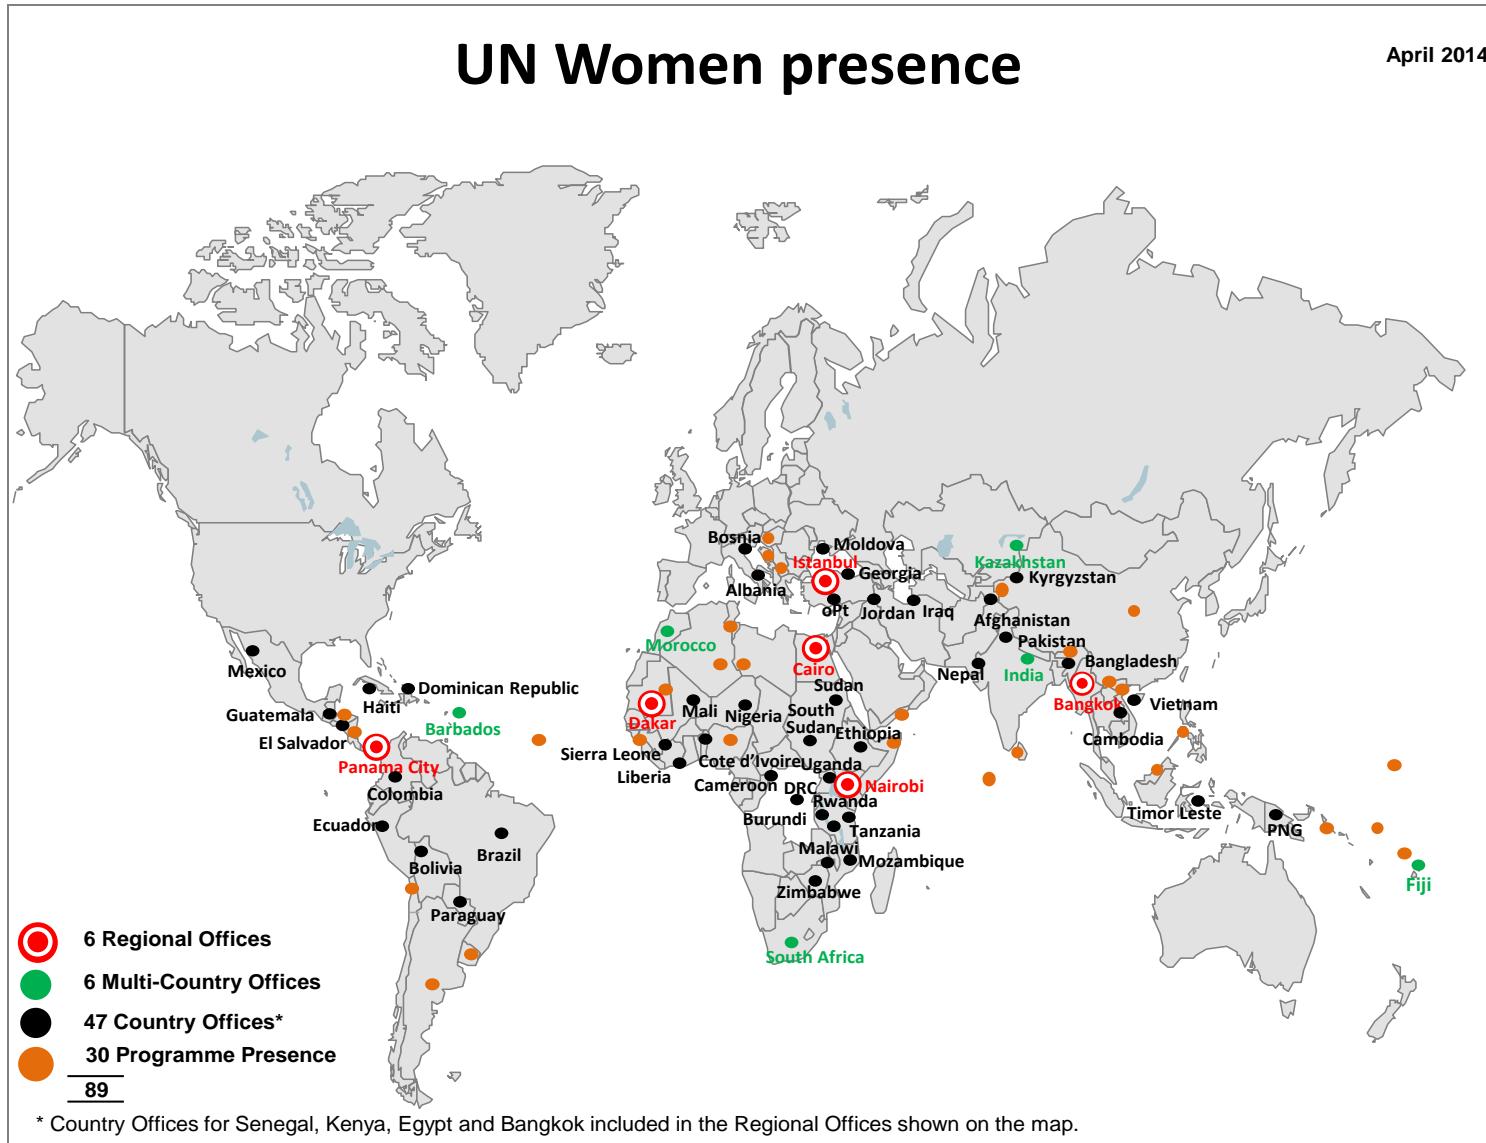 UN Women presence
April 2014
Bosnia
Moldova
Istanbul
Kazakhstan
Georgia
Kyrgyzstan
Albania
oPt
Jordan
Iraq
Afghanistan
Morocco
Pakistan
Mexico
Cairo
Nepal
India
Bangladesh
Dominican Republic
Haiti
Sudan
Guatemala
Barbados
Dakar
Mali
Nigeria
South
Sudan
Bangkok
Vietnam
El Salvador
Ethiopia
Cambodia
Sierra Leone
Cote d'Ivoire
Uganda
Panama City
Liberia
Cameroon
DRC
Nairobi
Colombia
Rwanda
Timor Leste
Ecuador
Burundi
Tanzania
PNG
Brazil
Malawi
Bolivia
Mozambique
Zimbabwe
Fiji
Paraguay
South Africa
6 Regional Offices
6 Multi-Country Offices
47 Country Offices*
30 Programme Presence
89
* Country Offices for Senegal, Kenya, Egypt and Bangkok included in the Regional Offices shown on the map.